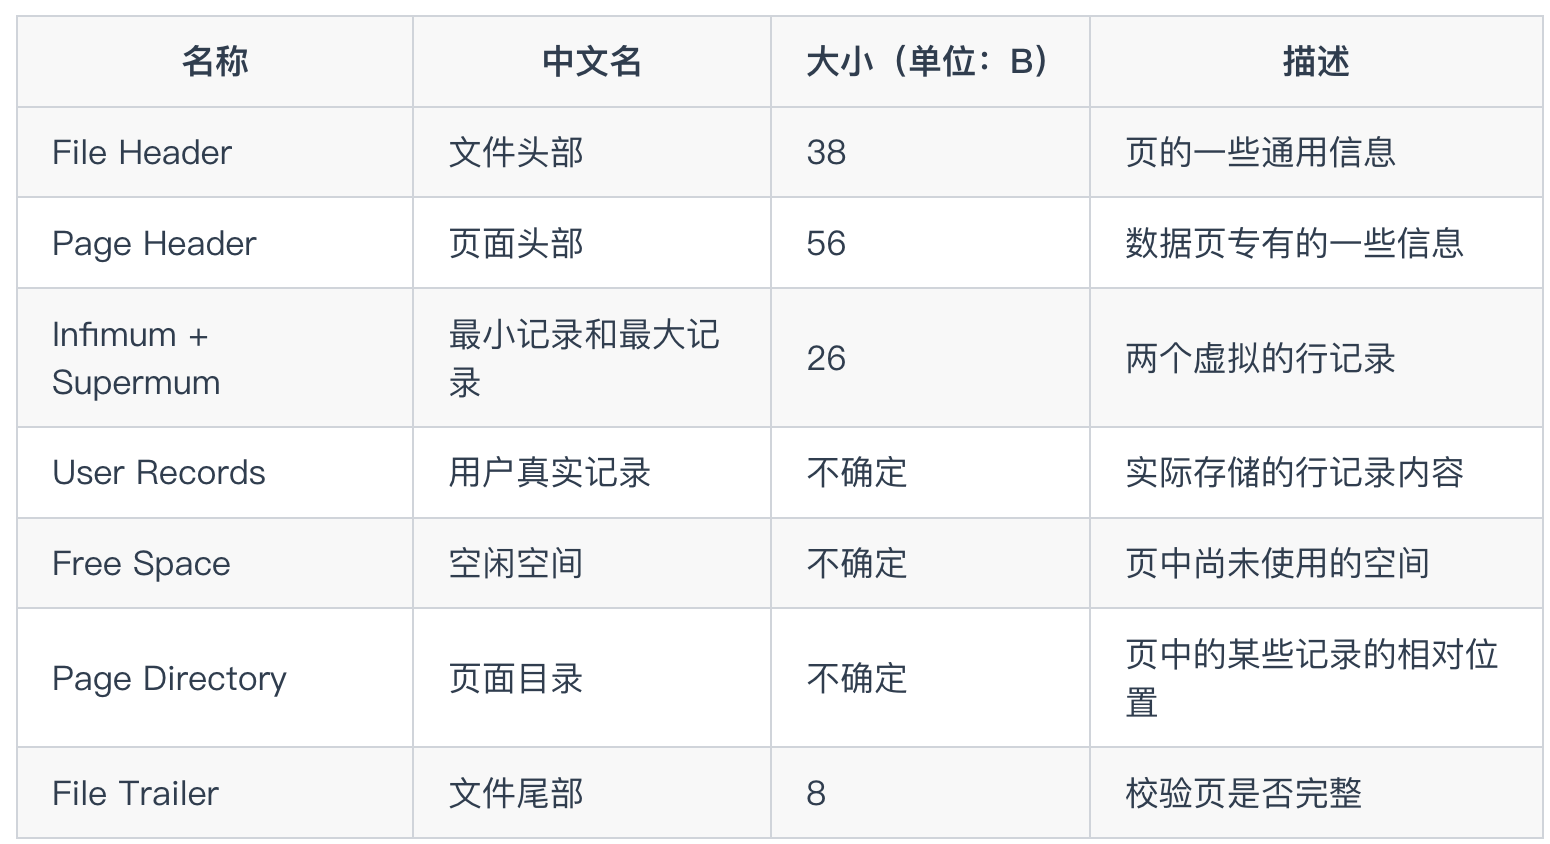 名称 中文名 大小（单位：B） 描述
File Header 文件头部 38 页的一些通用信息
Page Header 页面头部 56 数据页专有的一些信息
Infimum +
Supermum
最小记录和最大记
录
26
两个虚拟的行记录
User Records 用户真实记录 不确定 实际存储的行记录内容
Free Space 空闲空间 不确定 页中尚未使用的空间
Page Directory 页面目录 不确定
页中的某些记录的相对位
置
File Trailer 文件尾部 8 校验页是否完整